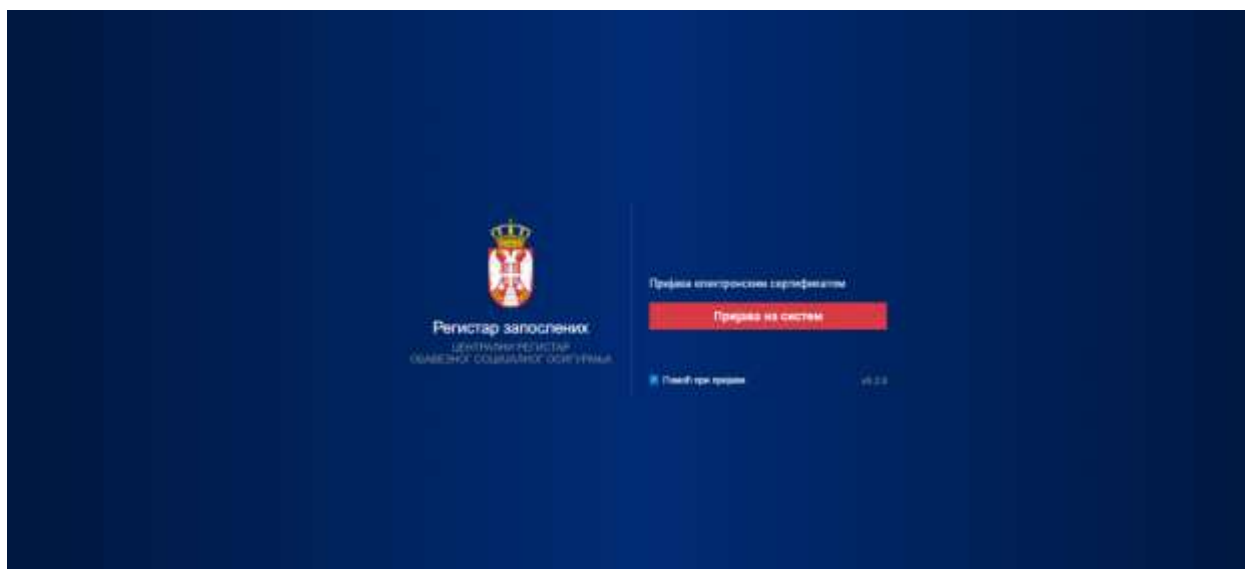 Регистар запослених
ЦЕНТРАЛНИ РЕГИСТАР
ОБАВЕЗНОГ СОЦИЈАЛНОГ ОСИГУРАЊА
Пријава електронским сертификатом
Пријава на систем
Помоћ при пријави